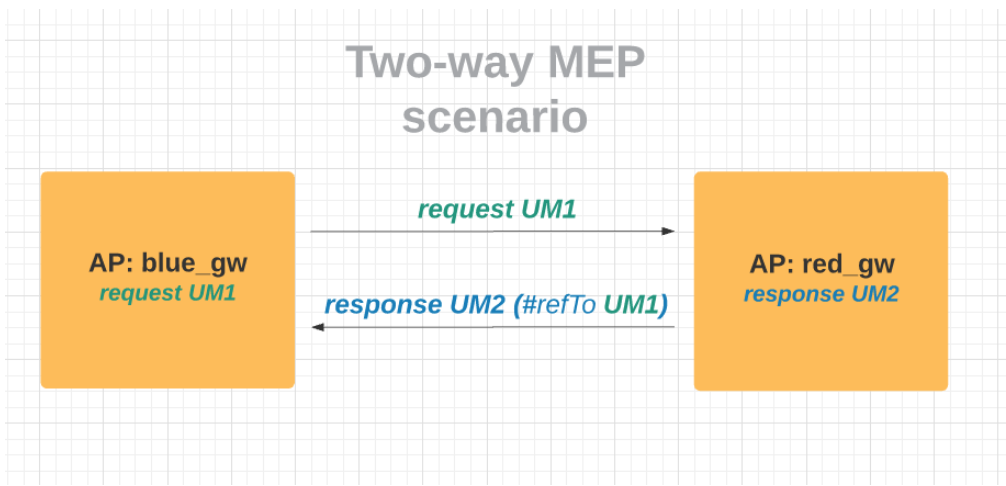 Two-way MEP
scenario
request UM1
AP: blue_gw
request UM1
response UM2 (#refTo UM1)
AP: red_gw
response UM2